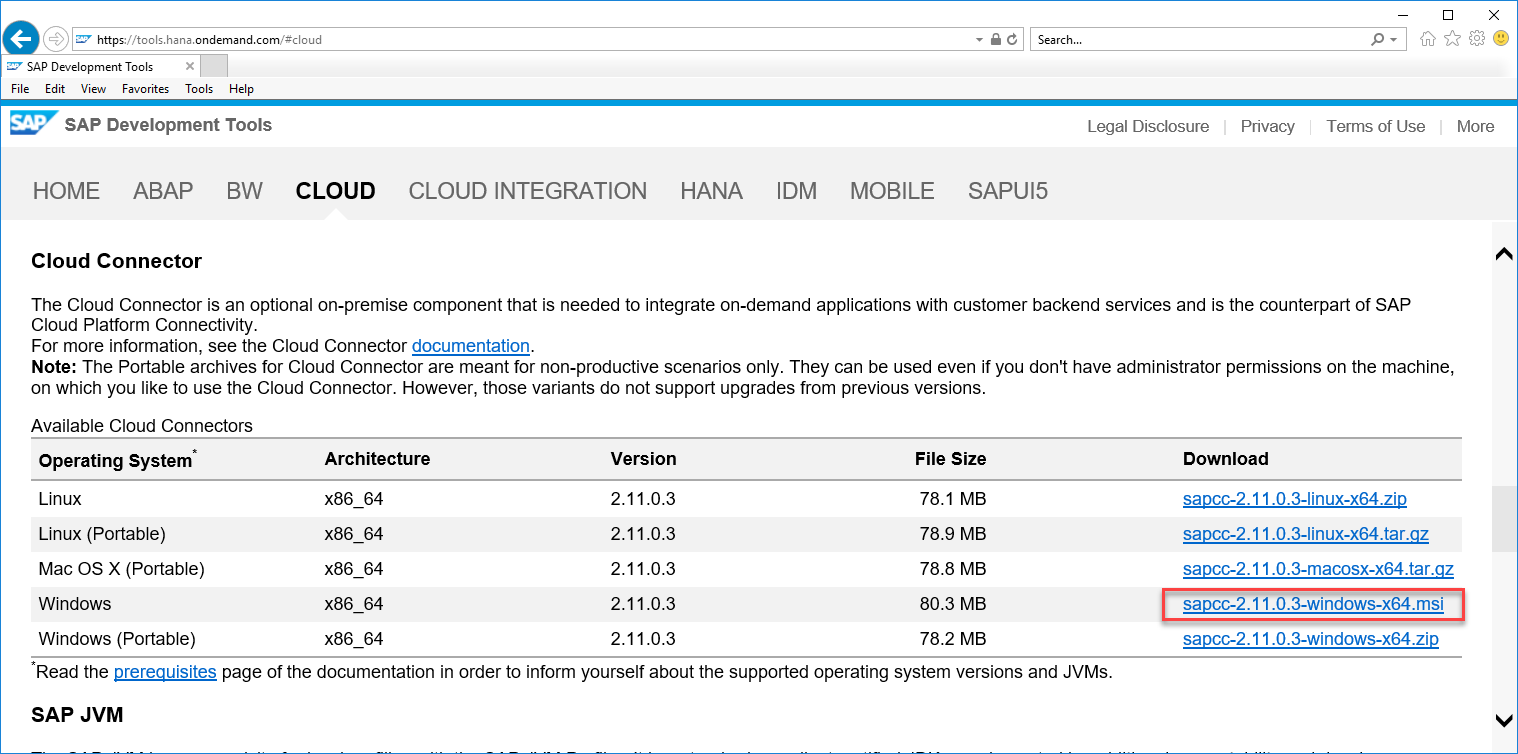 https://tools.hana.ondemand.com/#cloud
Search...
SAP Development Tools
File Edit View Favorites Tools Help
SAP SAP Development Tools
Legal Disclosure | Privacy | Terms of Use | More
HOME ABAP BW CLOUD CLOUD INTEGRATION HANA IDM MOBILE SAPUI5
Cloud Connector
The Cloud Connector is an optional on-premise component that is needed to integrate on-demand applications with customer backend services and is the counterpart of SAP
Cloud Platform Connectivity.
For more information, see the Cloud Connector documentation.
Note: The Portable archives for Cloud Connector are meant for non-productive scenarios only. They can be used even if you don't have administrator permissions on the machine,
on which you like to use the Cloud Connector. However, those variants do not support upgrades from previous versions.
Available Cloud Connectors
Operating System* Architecture Version File Size Download
Linux x86_64 2.11.0.3 78.1 MB sapcc-2.11.0.3-linux-x64.zip
Linux (Portable) x86_64 2.11.0.3 78.9 MB sapcc-2.11.0.3-linux-x64.tar.gz
Mac OS X (Portable) x86_64 2.11.0.3 78.8 MB sapcc-2.11.0.3-macosx-x64.tar.gz
Windows x86_64 2.11.0.3 80.3 MB sapcc-2.11.0.3-windows-x64.msi
Windows (Portable) x86_64 2.11.0.3 78.2 MB sapcc-2.11.0.3-windows-x64.zip
*Read the prerequisites page of the documentation in order to inform yourself about the supported operating system versions and JVMs.
SAP JVM